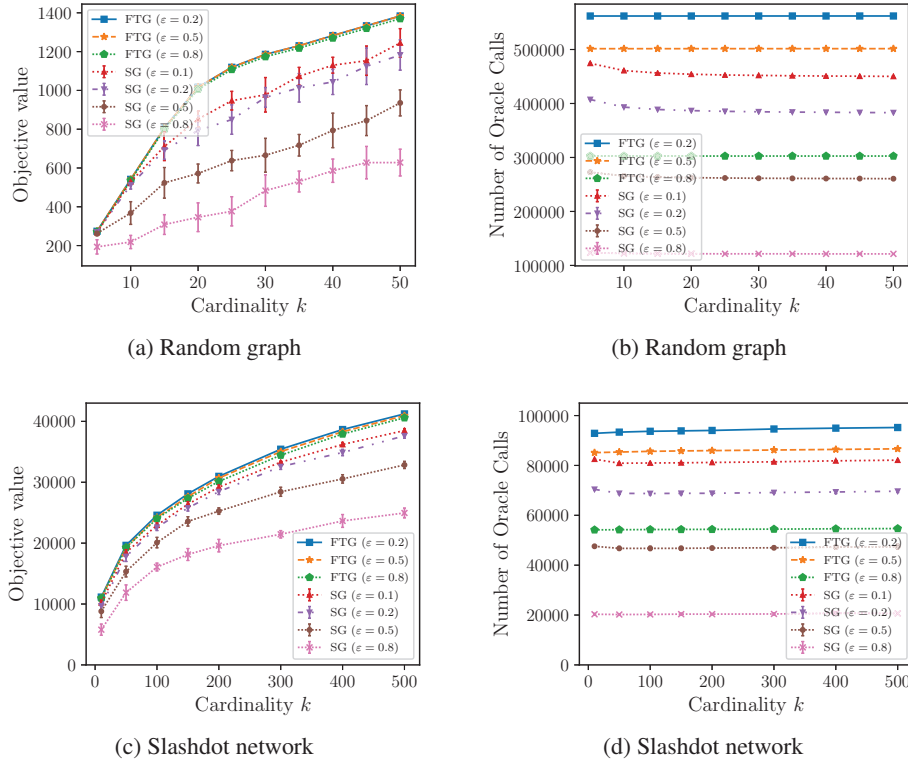 Objective value
1400
1200
1000
800
600
400
200
FTG (ε = 0.2)
FTG (ε = 0.5)
FTG (ε = 0.8)
SG (ε = 0.1)
SG (ε = 0.2)
SG (ε = 0.5)
SG (ε = 0.8)
10 20 30 40 50
Cardinality k
(a) Random graph
Number of Oracle Calls
500000
400000
300000
200000
100000
FTG (ε = 0.2)
FTG (ε = 0.5)
FTG (ε = 0.8)
SG (ε = 0.1)
SG (ε = 0.2)
SG (ε = 0.5)
SG (ε = 0.8)
10 20 30 40 50
Cardinality k
(b) Random graph
Objective value
40000
30000
20000
10000
0
FTG (ε = 0.2)
FTG (ε = 0.5)
FTG (ε = 0.8)
SG (ε = 0.1)
SG (ε = 0.2)
SG (ε = 0.5)
SG (ε = 0.8)
0 100 200 300 400 500
Cardinality k
(c) Slashdot network
Number of Oracle Calls
100000
80000
60000
40000
20000
0
FTG (ε = 0.2)
FTG (ε = 0.5)
FTG (ε = 0.8)
SG (ε = 0.1)
SG (ε = 0.2)
SG (ε = 0.5)
SG (ε = 0.8)
0 100 200 300 400 500
Cardinality k
(d) Slashdot network